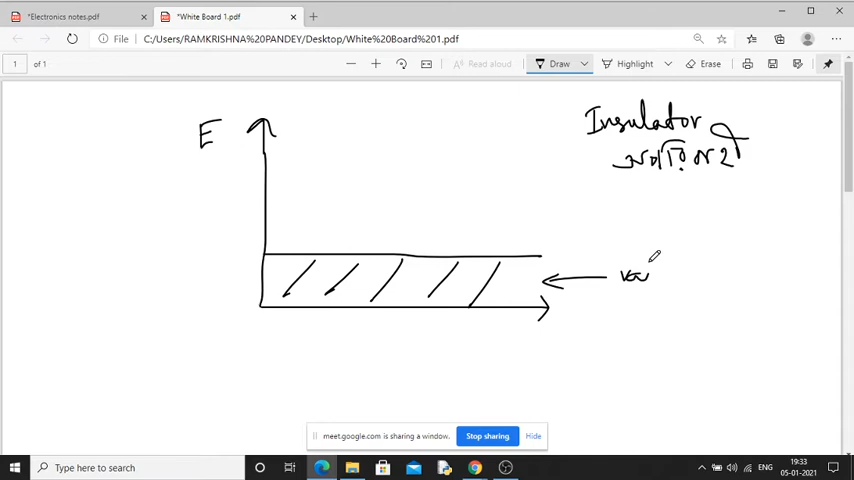 *Electronics notes.pdf
*White Board 1.pdf
File
C:/Users/RAMKRISHNA%20PANDEY/Desktop/White%20Board%201.pdf
1 of 1
Read aloud
Draw
Highlight
Erase
E
Insulator
meet.google.com is sharing a window.
Stop sharing
Hide
Type here to search
ENG
19:33
05-01-2021